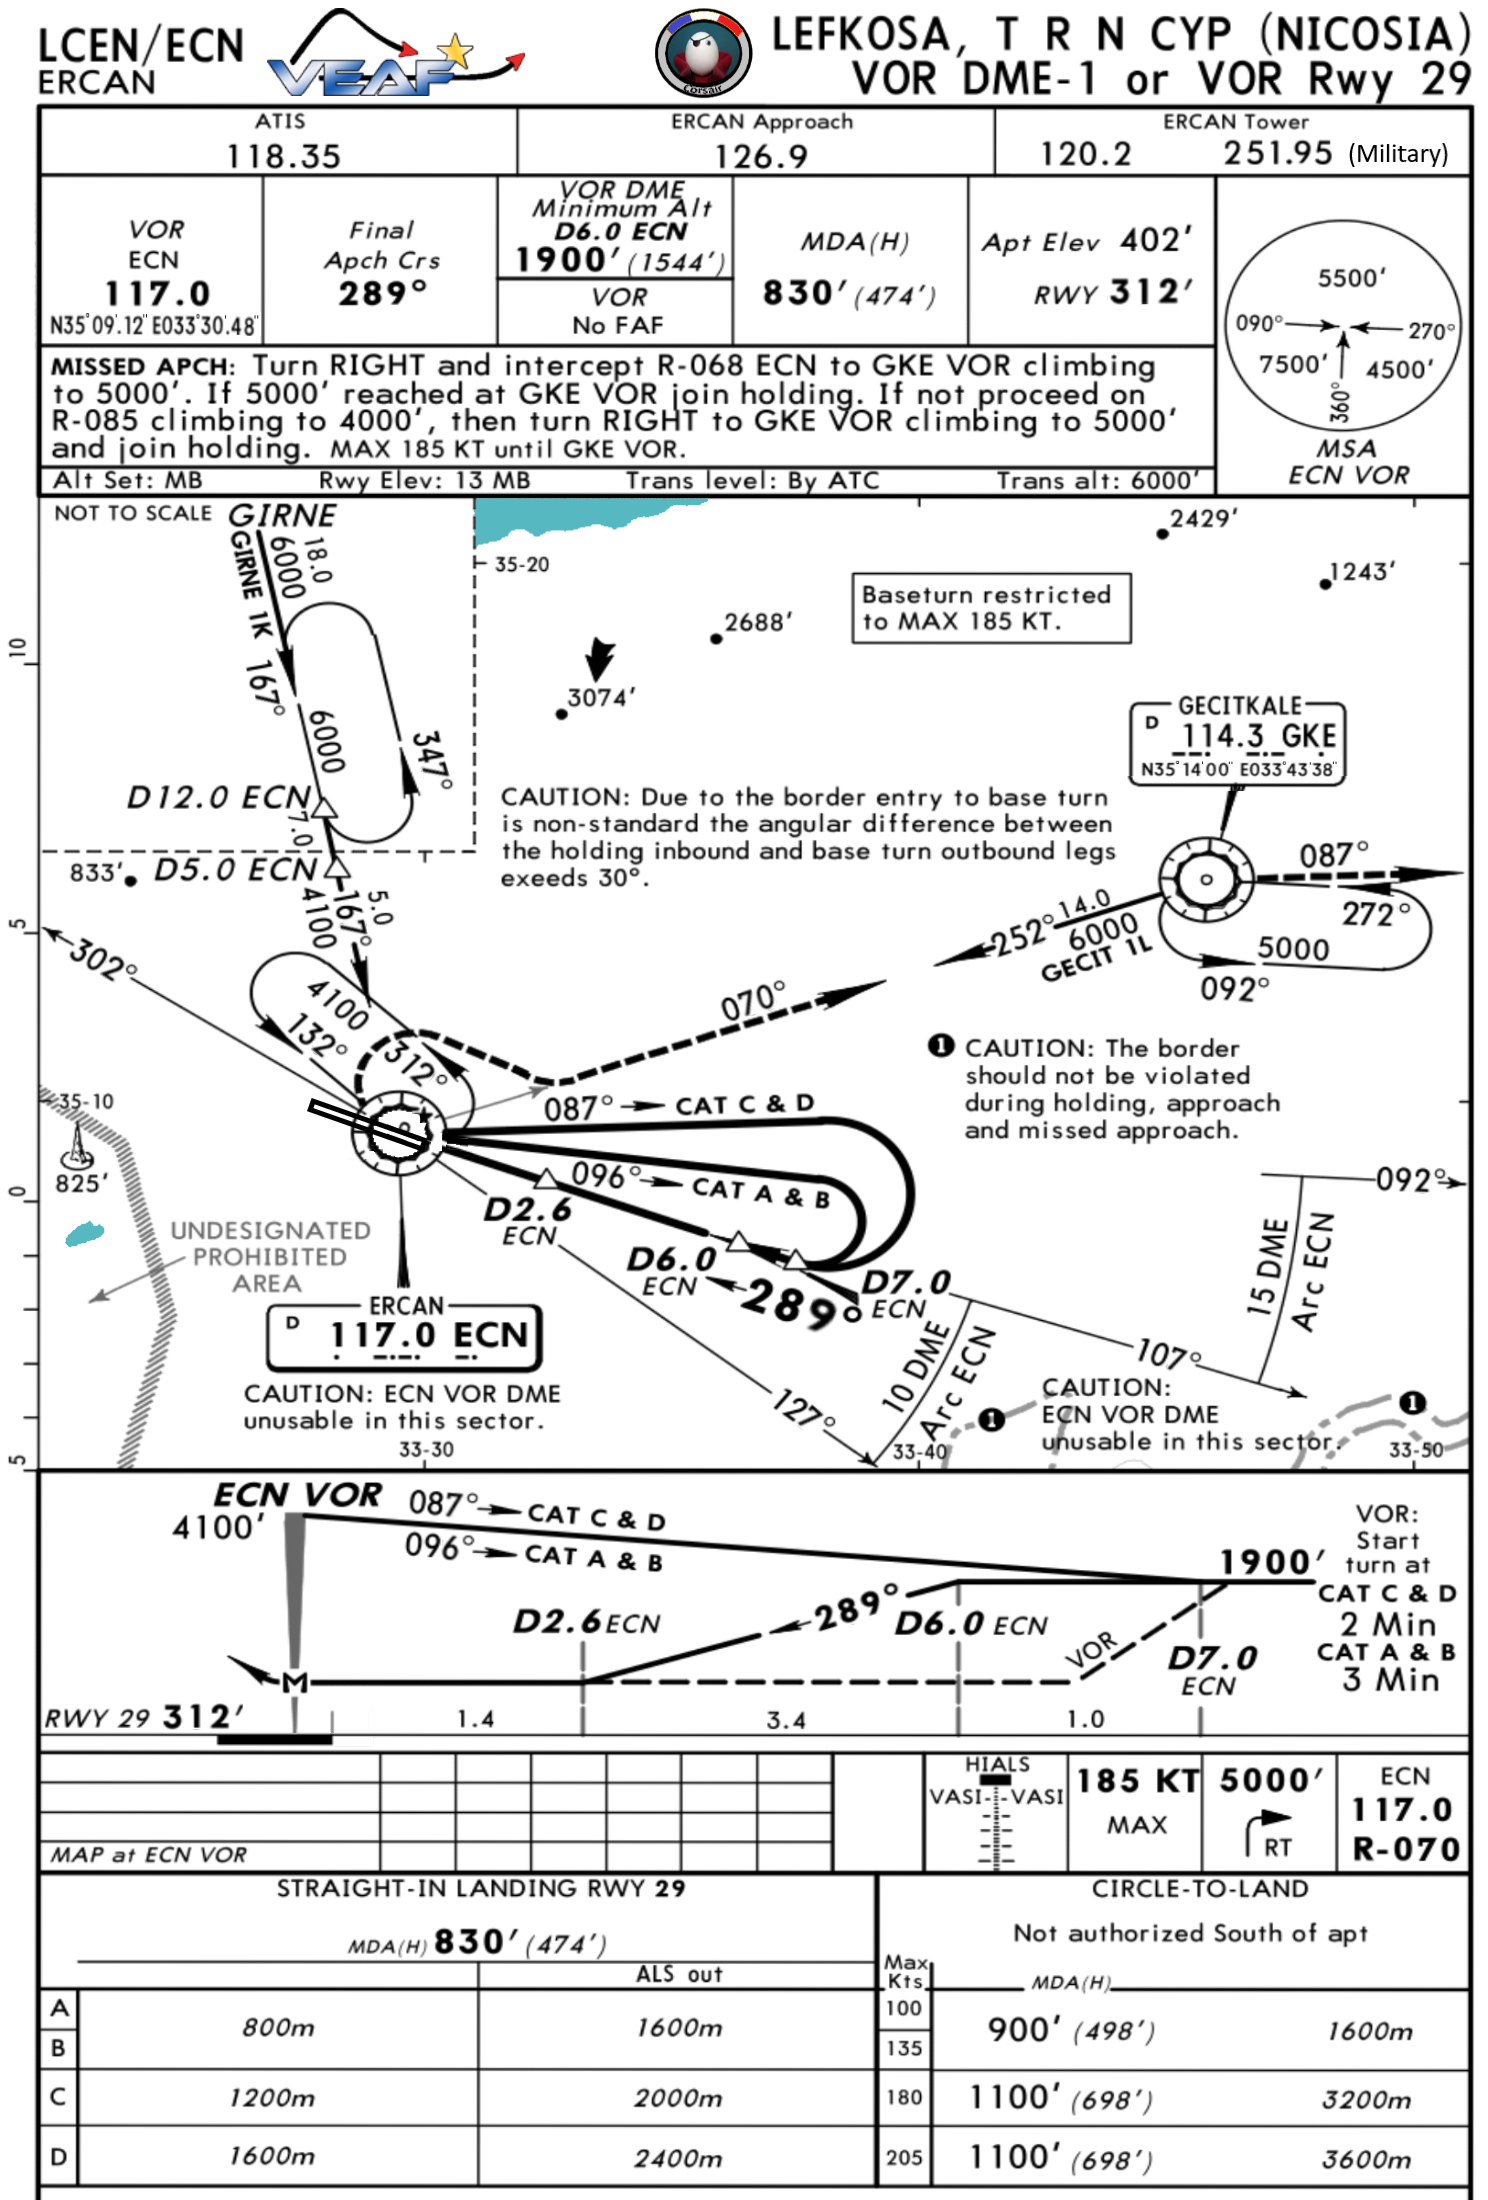 LCEN/ECN
ERCAN
VEAF
Corsair
LEFKOSA, T R N CYP (NICOSIA)
VOR DME-1 or VOR Rwy 29
ATIS
118.35
ERCAN Approach
126.9
ERCAN Tower
120.2 251.95 (Military)
VOR
ECN
117.0
N35°09'.12" E033°30'.48"
Final
Apch Crs
289°
VOR DME
Minimum Alt
D6.0 ECN
1900' (1544')
VOR
No FAF
MDA(H)
830' (474')
Apt Elev 402'
RWY 312'
5500'
090°
270°
7500'
4500'
360°
MSA
ECN VOR
MISSED APCH: Turn RIGHT and intercept R-068 ECN to GKE VOR climbing
to 5000'. If 5000' reached at GKE VOR join holding. If not proceed on
R-085 climbing to 4000', then turn RIGHT to GKE VOR climbing to 5000'
and join holding. MAX 185 KT until GKE VOR.
Alt Set: MB Rwy Elev: 13 MB Trans level: By ATC Trans alt: 6000'
NOT TO SCALE
GIRNE
18.0
6000
GIRNE 1K
167°
6000
347°
D12.0 ECN
7.0
D5.0 ECN
833'
5.0
167°
4100
35-20
2429'
1243'
2688'
3074'
Baseturn restricted
to MAX 185 KT.
GECITKALE
D 114.3 GKE
N35°14'00" E033°43'38"
CAUTION: Due to the border entry to base turn
is non-standard the angular difference between
the holding inbound and base turn outbound legs
exeeds 30°.
087°
272°
5000
092°
252°
14.0
6000
GECIT 1L
10
5
0
5
302°
4100
132°
312°
070°
1 CAUTION: The border
should not be violated
during holding, approach
and missed approach.
35-10
825'
087° CAT C & D
096° CAT A & B
D2.6
ECN
D6.0
ECN
289°
D7.0
ECN
092°
15 DME
Arc ECN
UNDESIGNATED
PROHIBITED
AREA
ERCAN
D 117.0 ECN
CAUTION: ECN VOR DME
unusable in this sector.
127°
10 DME
Arc ECN
107°
CAUTION:
ECN VOR DME
unusable in this sector.
1
1
33-30
33-40
33-50
ECN VOR
4100'
087° CAT C & D
096° CAT A & B
1900'
VOR:
Start
turn at
CAT C & D
2 Min
CAT A & B
3 Min
D2.6 ECN
289°
D6.0 ECN
VOR
D7.0
ECN
M
RWY 29 312'
1.4
3.4
1.0
MAP at ECN VOR
HIALS
VASI VASI
185 KT
MAX
5000'
RT
ECN
117.0
R-070
STRAIGHT-IN LANDING RWY 29
MDA(H) 830' (474')
ALS out
CIRCLE-TO-LAND
Not authorized South of apt
Max
Kts
MDA(H)
A
B
800m
1600m
100
135
900' (498')
1600m
C
1200m
2000m
180
1100' (698')
3200m
D
1600m
2400m
205
1100' (698')
3600m